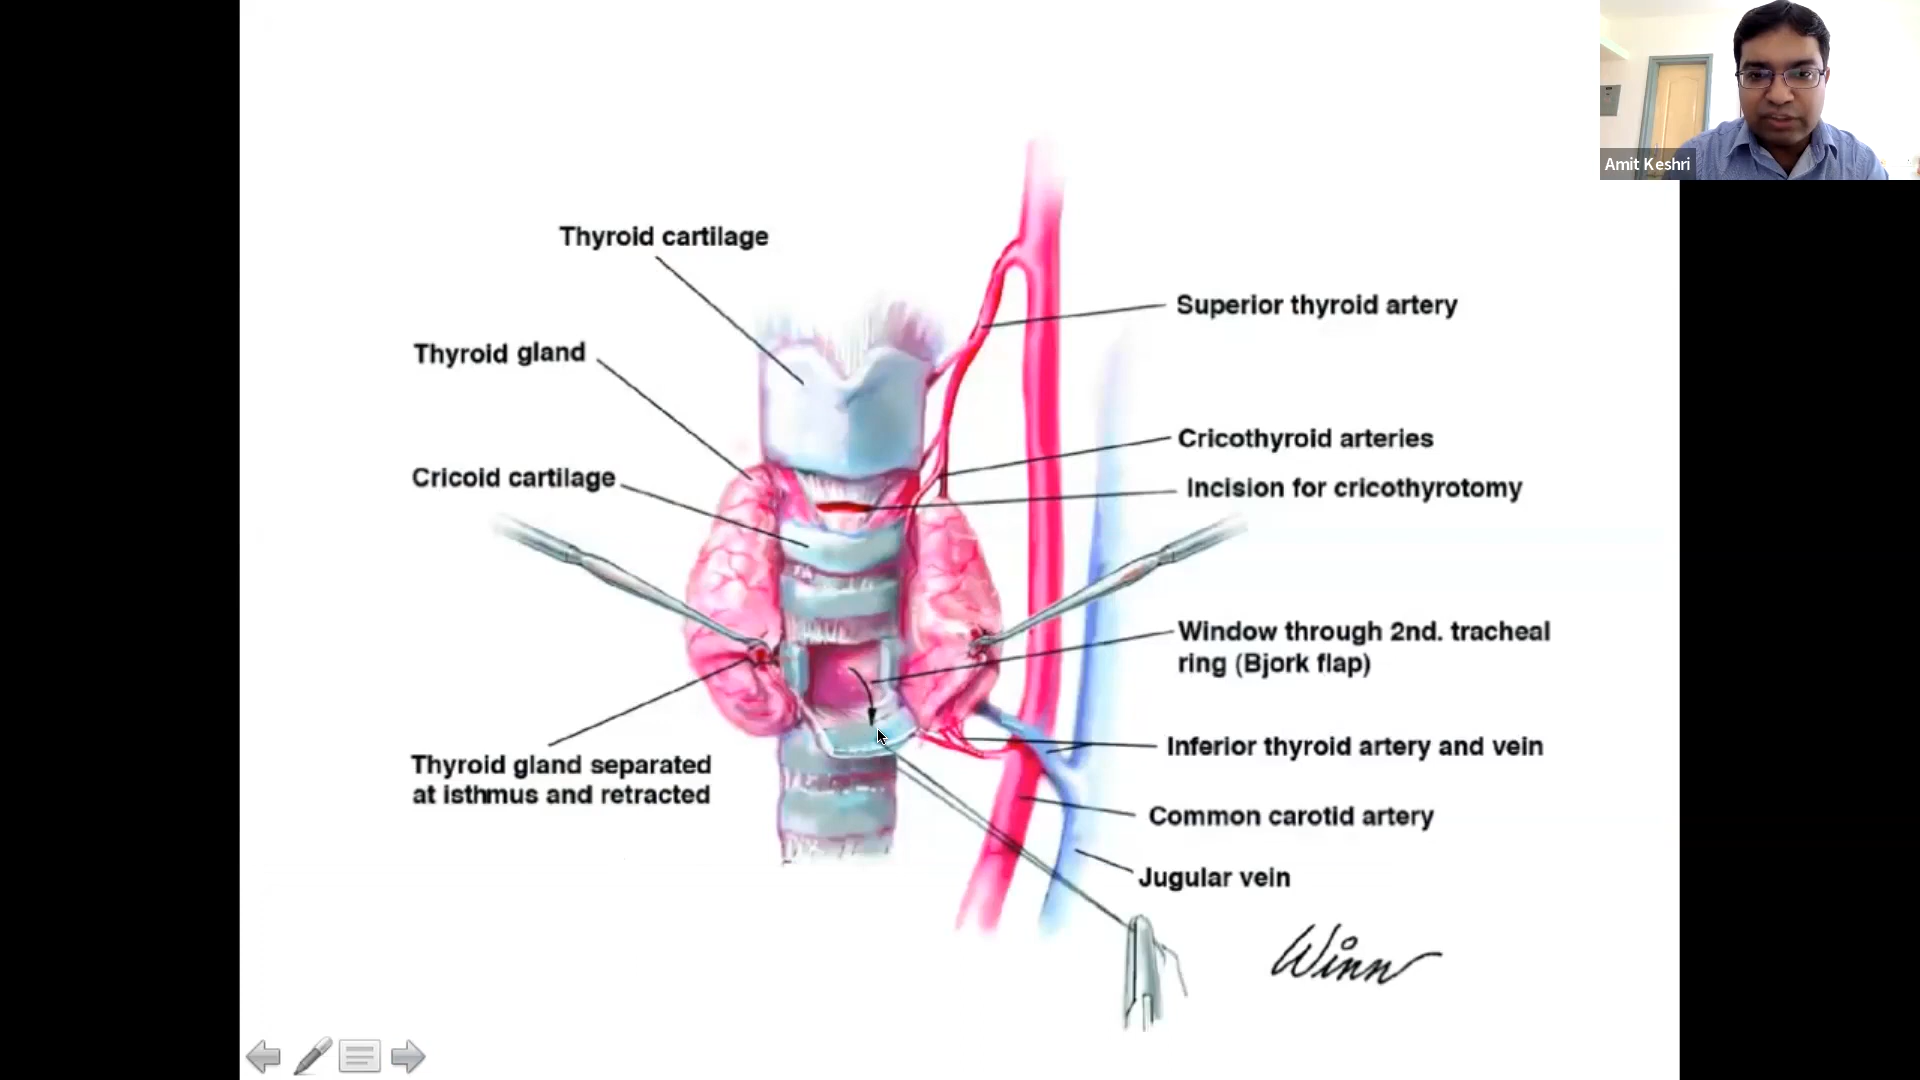 Amit Keshri
Thyroid cartilage
Superior thyroid artery
Thyroid gland
Cricothyroid arteries
Cricoid cartilage
Incision for cricothyrotomy
Window through 2nd. tracheal
ring (Bjork flap)
Inferior thyroid artery and vein
Thyroid gland separated
at isthmus and retracted
Common carotid artery
Jugular vein
Winn